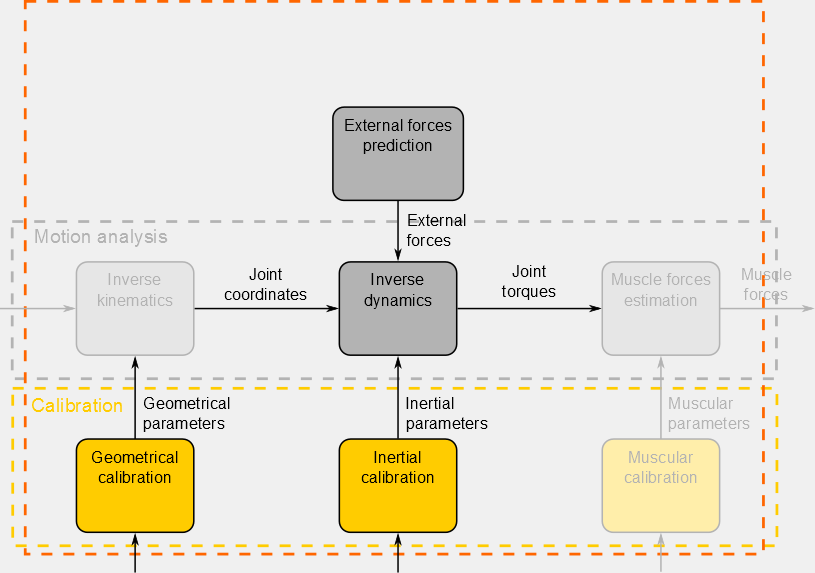 External forces
prediction
External
forces
Motion analysis
Inverse
kinematics
Joint
coordinates
Inverse
dynamics
Joint
torques
Muscle forces
estimation
Muscle
forces
Calibration
Geometrical
parameters
Inertial
parameters
Muscular
parameters
Geometrical
calibration
Inertial
calibration
Muscular
calibration